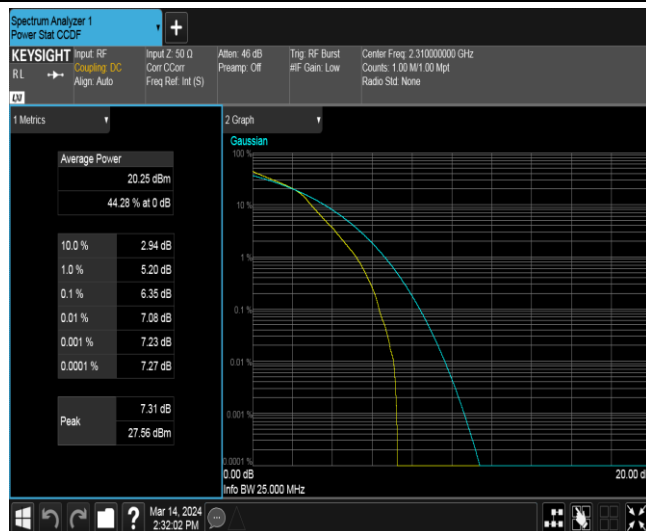 Spectrum Analyzer 1
Power Stat CCDF
+
KEYSIGHT
RL
LXI
Input: RF
Coupling: DC
Align: Auto
Input Z: 50 Ω
Corr CCorr
Freq Ref: Int (S)
Atten: 46 dB
Preamp: Off
Trig: RF Burst
#IF Gain: Low
Center Freq: 2.310000000 GHz
Counts: 1.00 M/1.00 Mpt
Radio Std: None
1 Metrics
Average Power
20.25 dBm
44.28 % at 0 dB
10.0 % 2.94 dB
1.0 % 5.20 dB
0.1 % 6.35 dB
0.01 % 7.08 dB
0.001 % 7.23 dB
0.0001 % 7.27 dB
Peak
7.31 dB
27.56 dBm
2 Graph
Gaussian
100 %
10 %
1 %
0.1 %
0.01 %
0.001 %
0.0001 %
0.00 dB
20.00 d
Info BW 25.000 MHz
?
Mar 14, 2024
2:32:02 PM